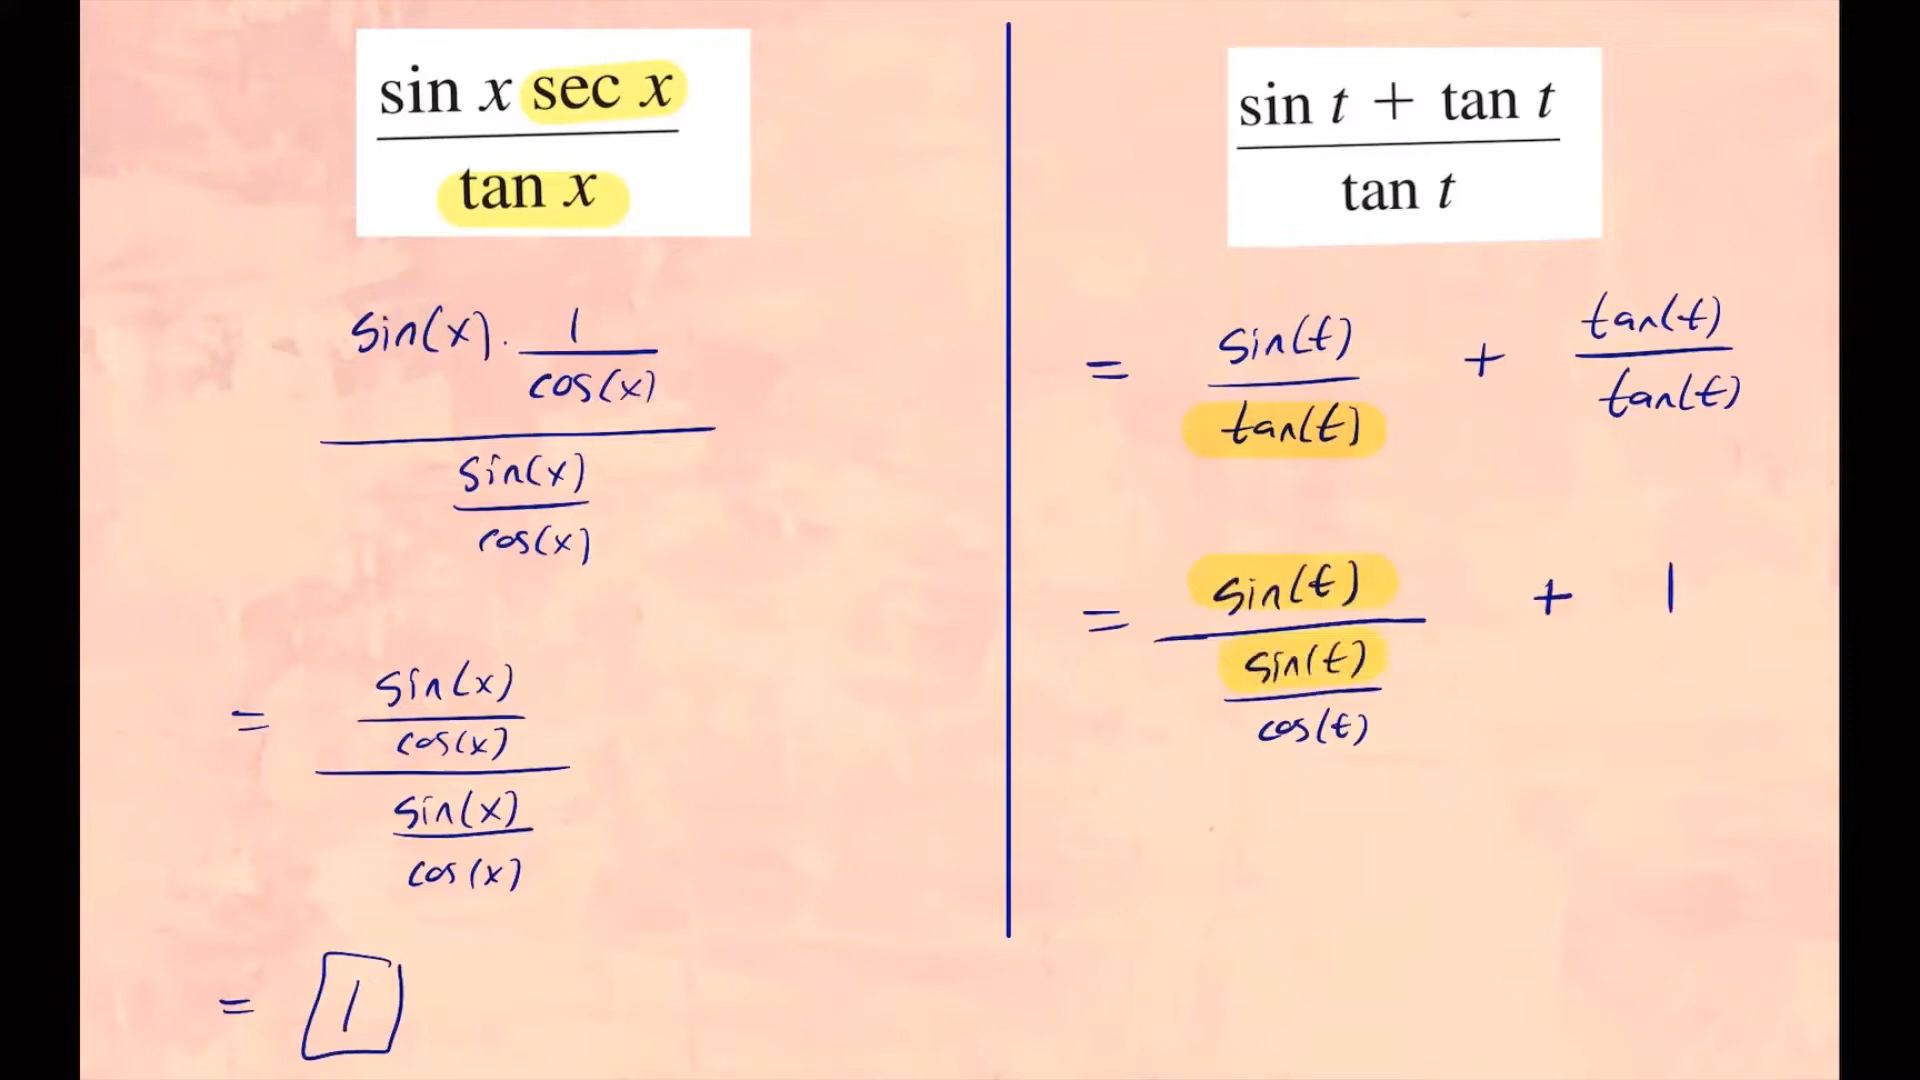 sin x sec x
tan x
sin(x) · 1
cos(x)
sin(x)
cos(x)
= sin(x)
cos(x)
sin(x)
cos(x)
= 1
sin t + tan t
tan t
= sin(t) + tan(t)
tan(t) tan(t)
= sin(t) + 1
sin(t)
cos(t)